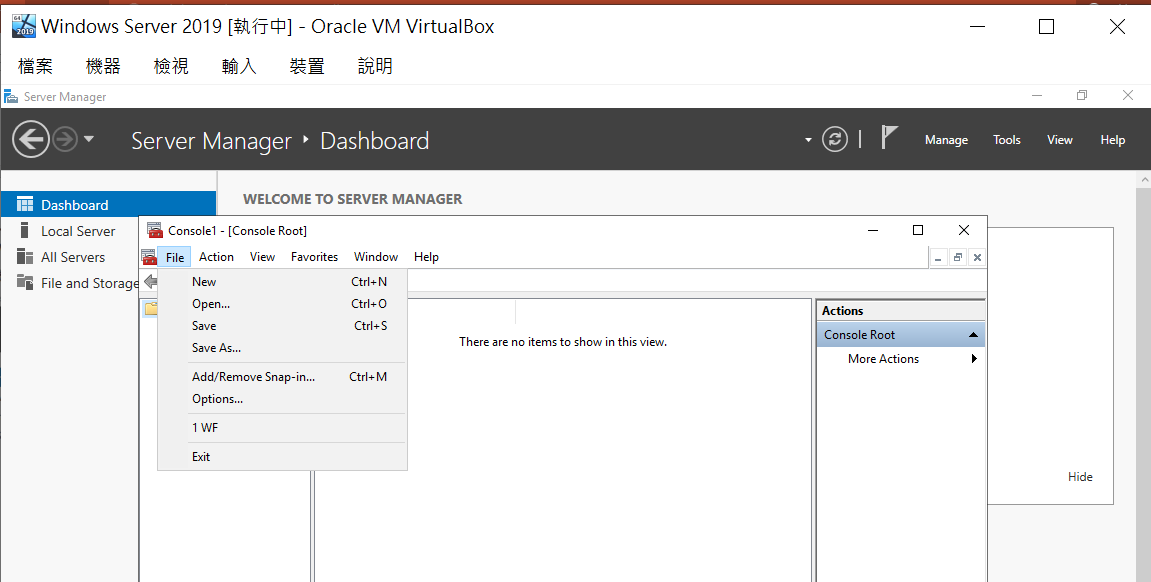 Windows Server 2019 [執行中] - Oracle VM VirtualBox
檔案 機器 檢視 輸入 裝置 說明
Server Manager
Server Manager Dashboard
Manage Tools View Help
Dashboard
Local Server
All Servers
File and Storage
WELCOME TO SERVER MANAGER
Console1 - [Console Root]
File Action View Favorites Window Help
New Ctrl+N
Open... Ctrl+O
Save Ctrl+S
Save As...
Add/Remove Snap-in... Ctrl+M
Options...
1 WF
Exit
There are no items to show in this view.
Actions
Console Root
More Actions
Hide